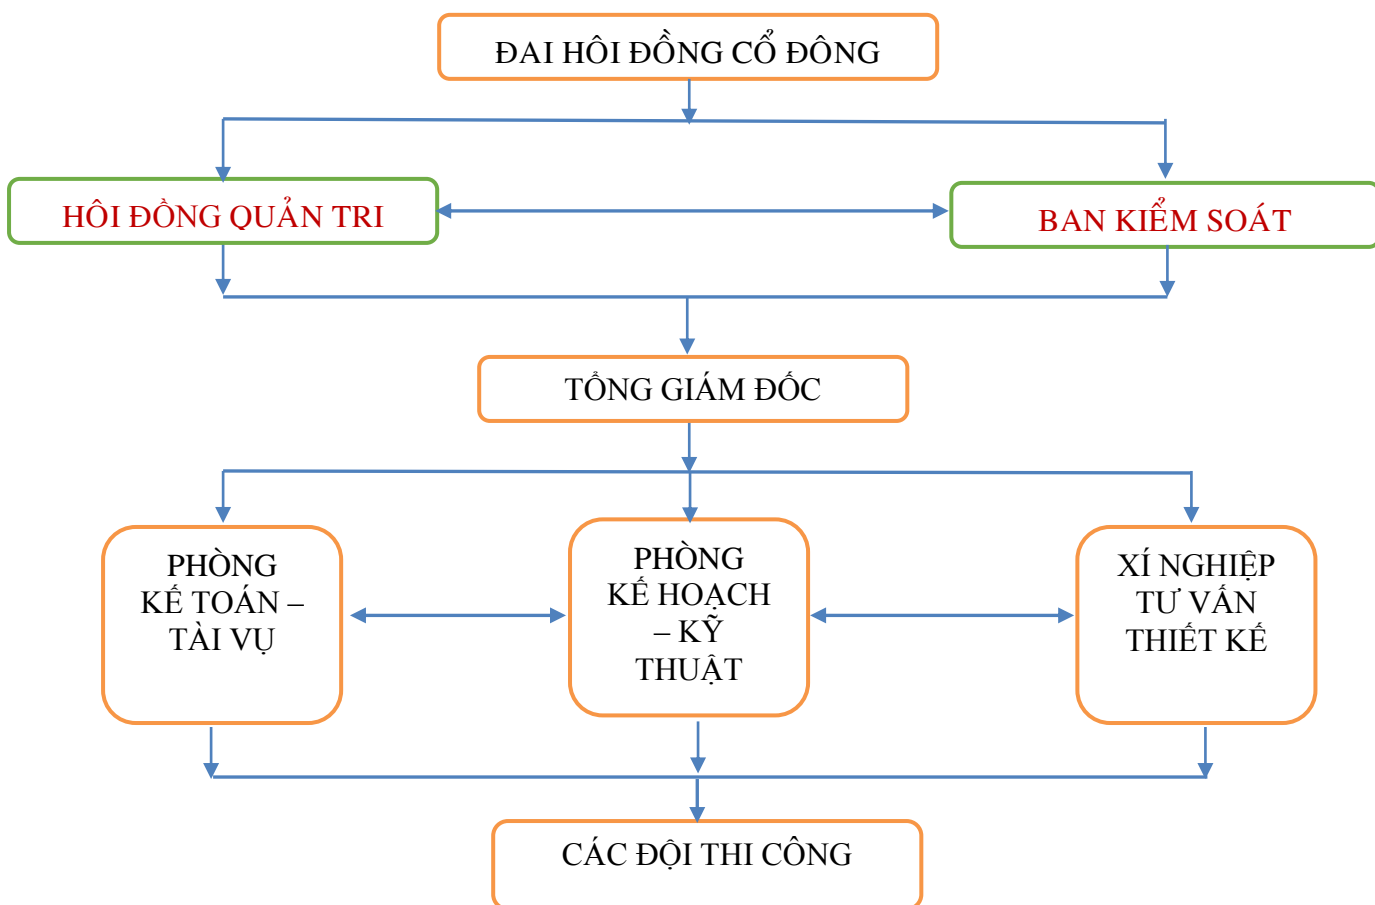 ĐAI HÔI ĐỒNG CỔ ĐÔNG
HÔI ĐỒNG QUẢN TRI
BAN KIỂM SOÁT
TỔNG GIÁM ĐỐC
PHÒNG
KẾ TOÁN –
TÀI VỤ
PHÒNG
KẾ HOẠCH
– KỸ
THUẬT
XÍ NGHIỆP
TƯ VẤN
THIẾT KẾ
CÁC ĐỘI THI CÔNG